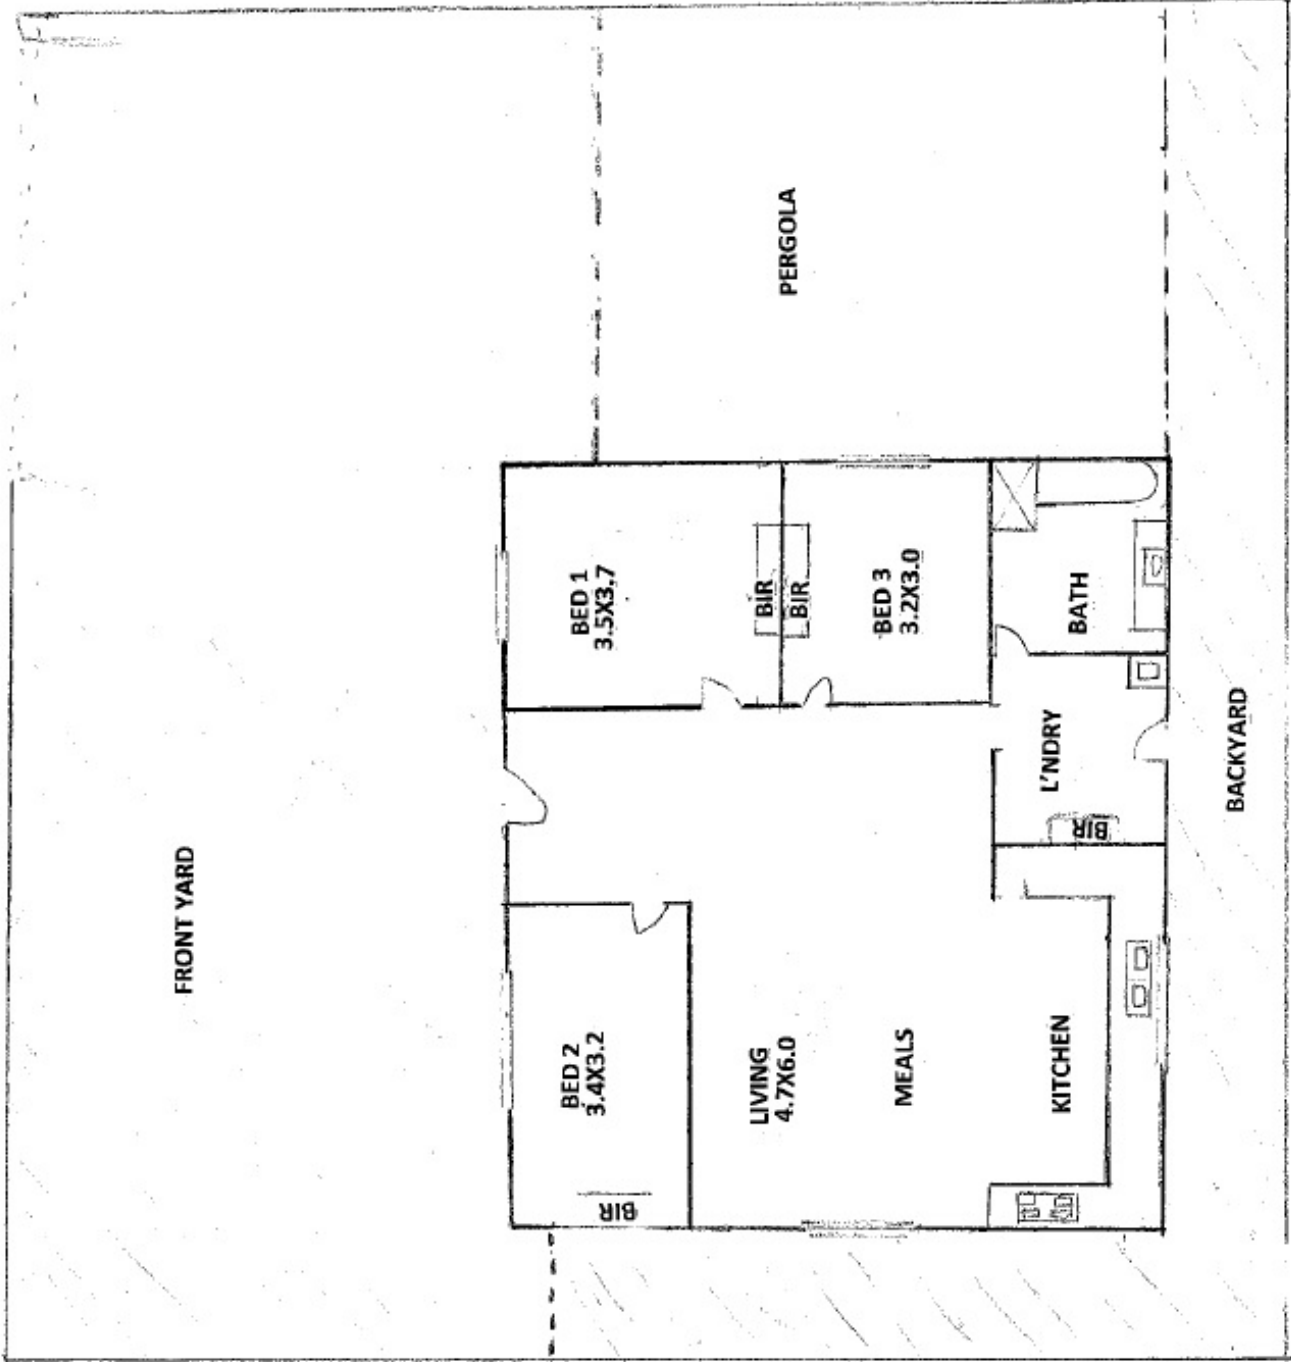 FRONT YARD
BED 2
3.4X3.2
BIR
BED 1
3.5X3.7
BIR
BIR
BED 3
3.2X3.0
PERGOLA
LIVING
4.7X6.0
MEALS
KITCHEN
L'NDRY
BIR
BATH
BACKYARD